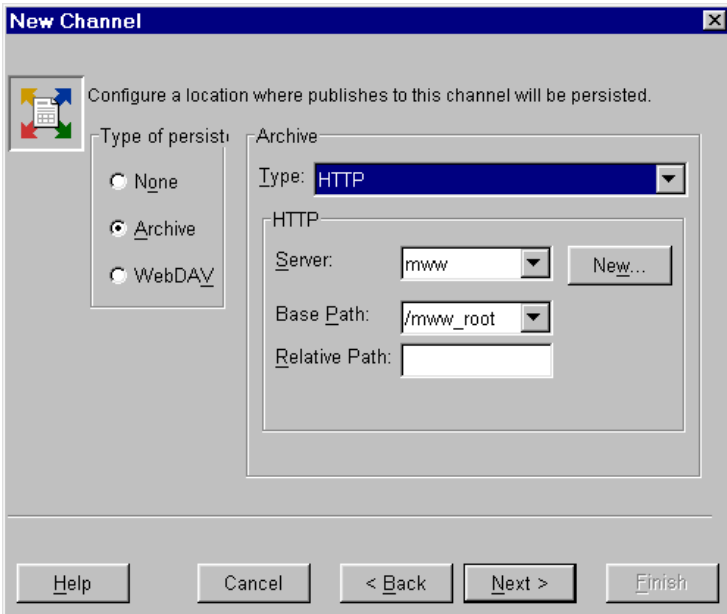 New Channel
Configure a location where publishes to this channel will be persisted.
Type of persist
None
Archive
WebDAV
Archive
Type: HTTP
HTTP
Server: mww New...
Base Path: /mww_root
Relative Path:
Help Cancel < Back Next > Finish